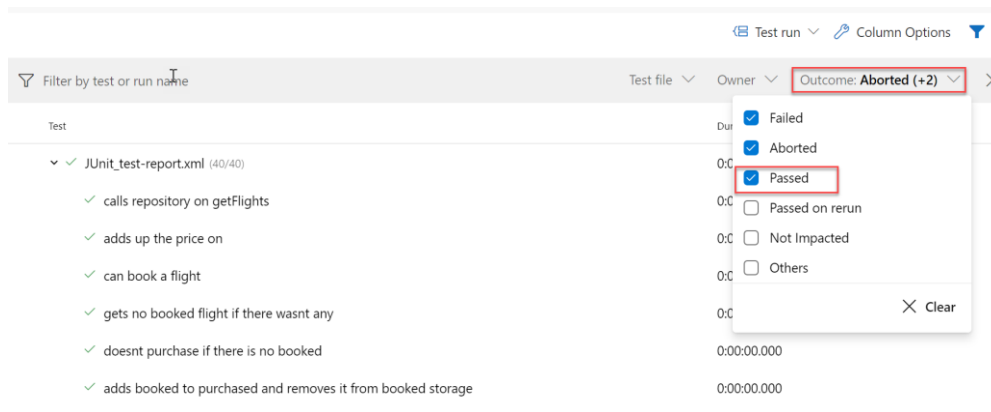 Test run Column Options
Filter by test or run name Test file Owner Outcome: Aborted (+2)
Test
Failed
Aborted
JUnit_test-report.xml (40/40)
Passed
calls repository on getFlights
Passed on rerun
adds up the price on
Not Impacted
can book a flight
Others
gets no booked flight if there wasnt any
Clear
doesnt purchase if there is no booked 0:00:00.000
adds booked to purchased and removes it from booked storage 0:00:00.000